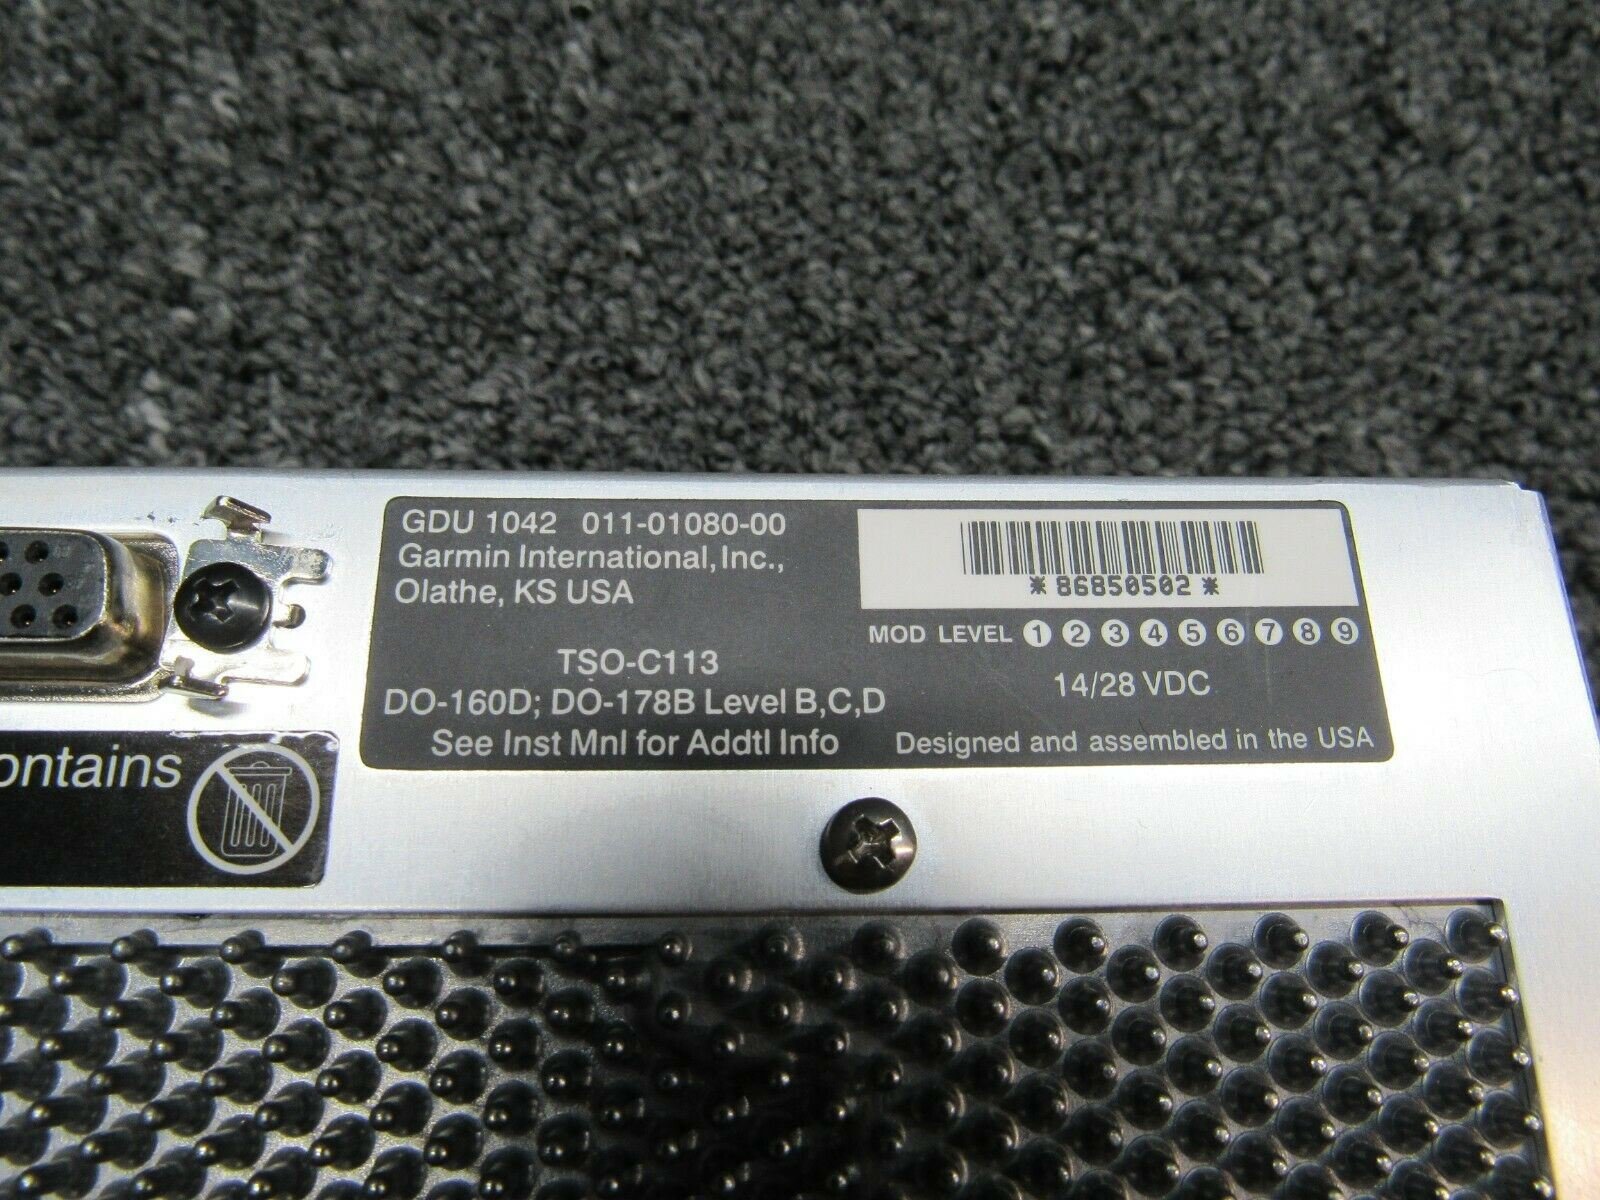 GDU 1042 011-01080-00
Garmin International, Inc.,
Olathe, KS USA
TSO-C113
DO-160D; DO-178B Level B,C,D
See Inst Mnl for Addtl Info
*86850502*
MOD LEVEL 1 2 3 4 5 6 7 8 9
14/28 VDC
Designed and assembled in the USA
ontains